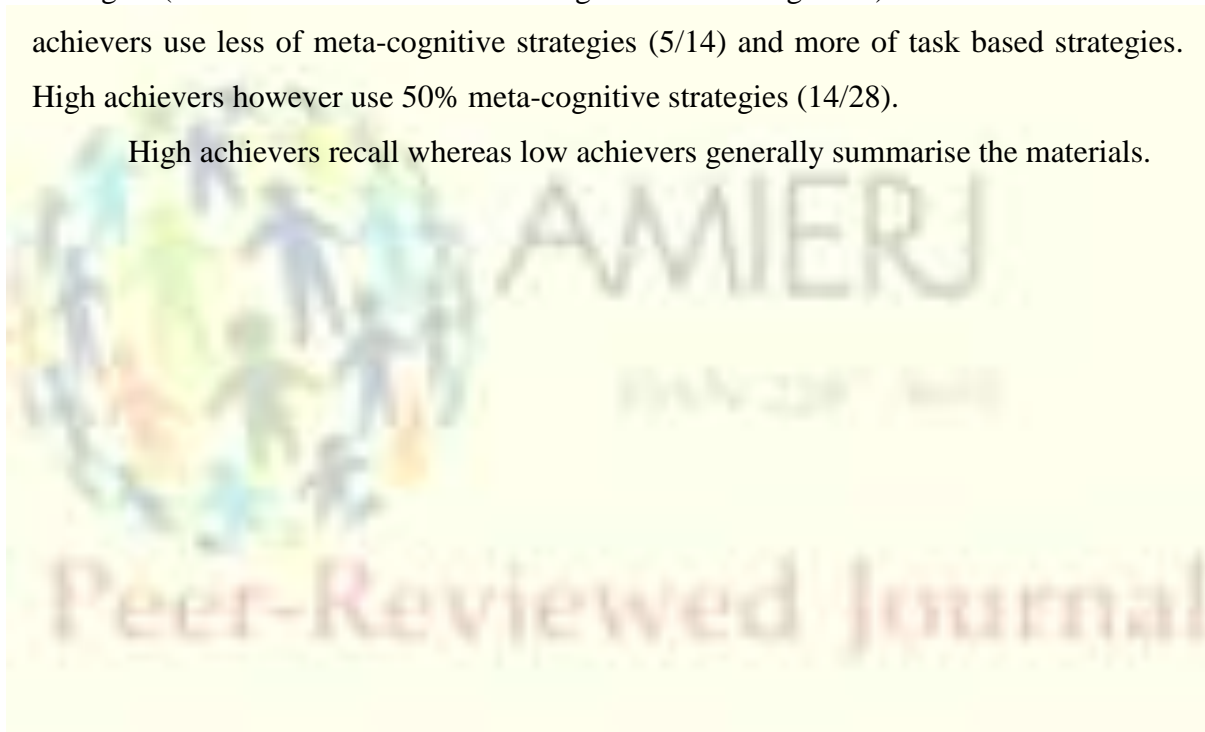 achievers use less of meta-cognitive strategies (5/14) and more of task based strategies.
High achievers however use 50% meta-cognitive strategies (14/28).
High achievers recall whereas low achievers generally summarise the materials.
AMIERJ
Peer-Reviewed Journal